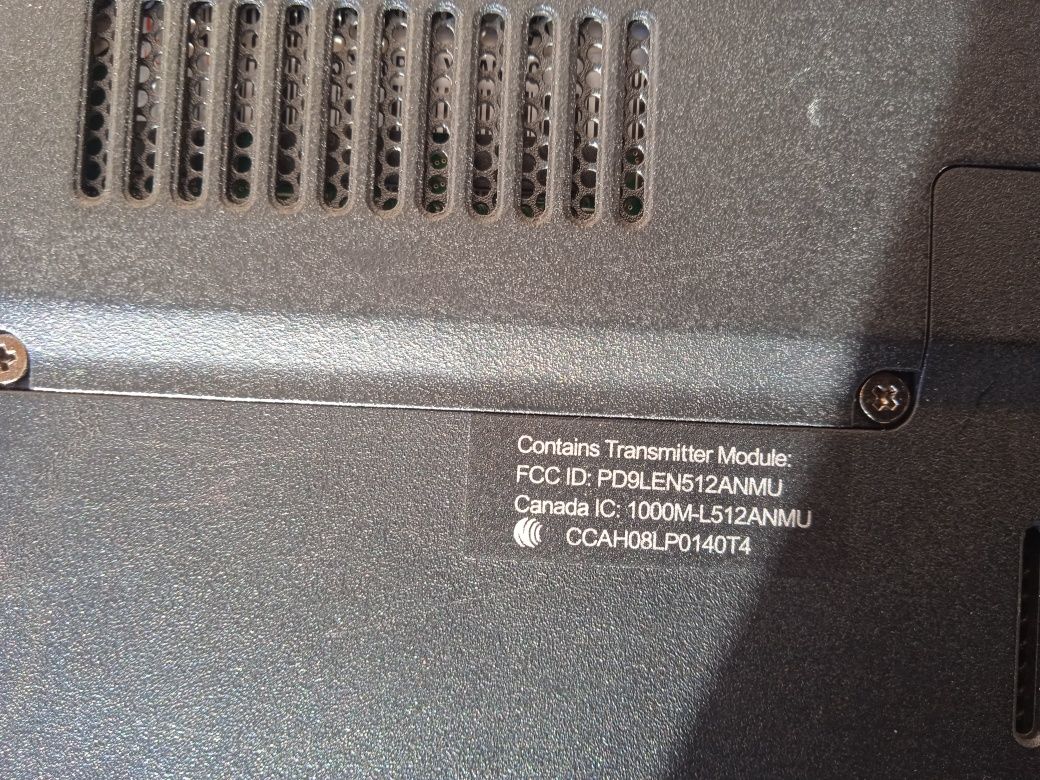 Contains Transmitter Module:
FCC ID: PD9LEN512ANMU
Canada IC: 1000M-L512ANMU
CCAH08LP0140T4